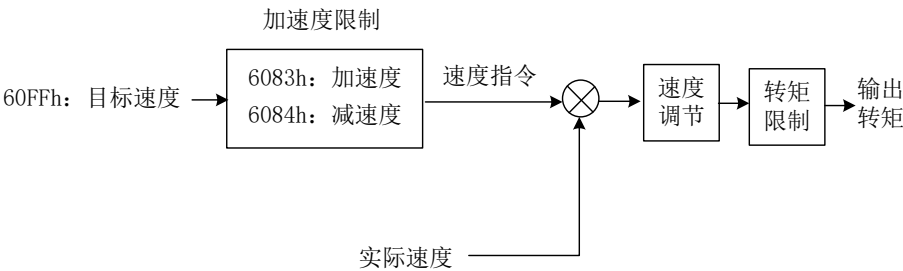 加速度限制
60FFh：目标速度
6083h：加速度
6084h：减速度
速度指令
速度
调节
转矩
限制
输出
转矩
实际速度